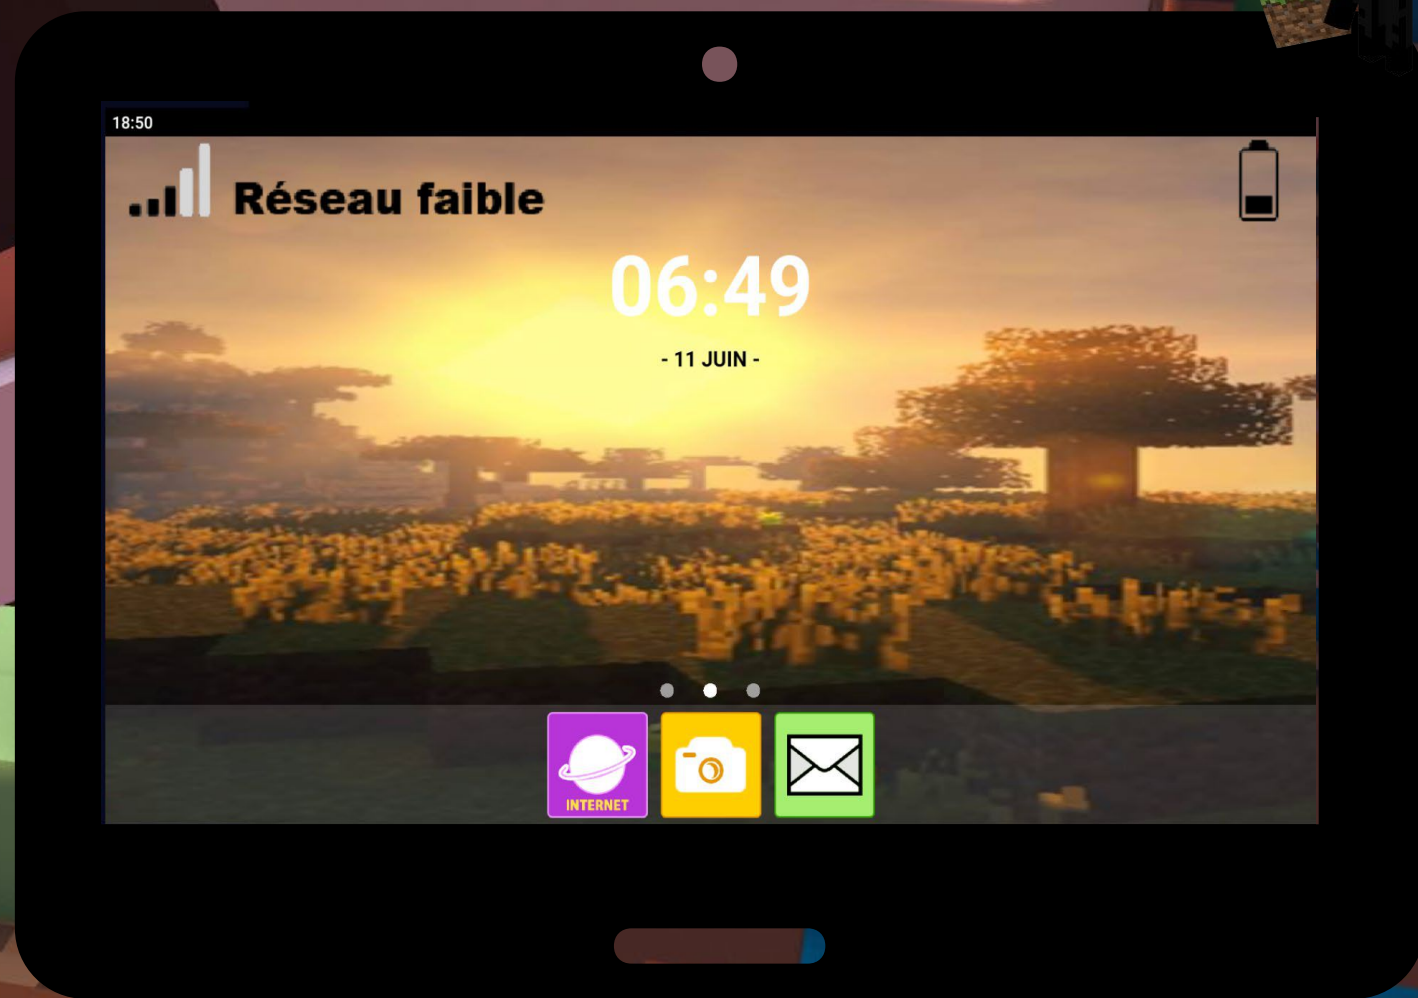 18:50
Réseau faible
06:49
- 11 JUIN -
INTERNET